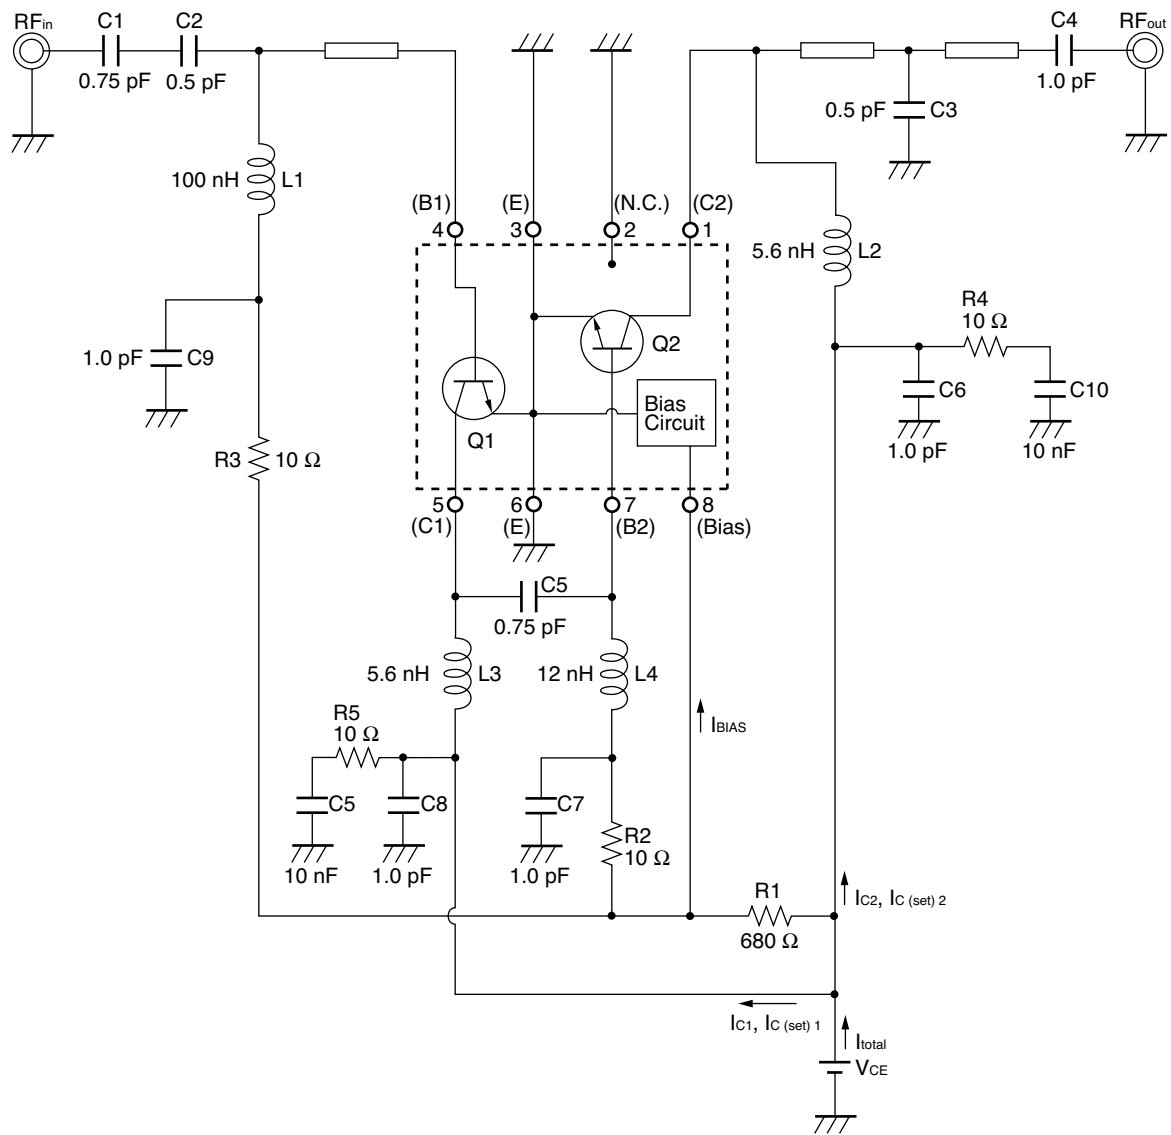 RFin
C1
C2
0.75 pF
0.5 pF
C4
RFout
1.0 pF
0.5 pF
C3
100 nH
L1
(B1)
(E)
(N.C.)
(C2)
4
3
2
1
5.6 nH
L2
R4
10 Ω
Q2
1.0 pF
C9
C6
C10
Bias
Circuit
Q1
1.0 pF
10 nF
R3
10 Ω
5
6
7
8
(C1)
(E)
(B2)
(Bias)
C5
0.75 pF
5.6 nH
L3
12 nH
L4
R5
10 Ω
IBIAS
C5
C8
C7
R2
10 Ω
10 nF
1.0 pF
1.0 pF
R1
680 Ω
IC2, IC (set) 2
IC1, IC (set) 1
Itotal
VCE